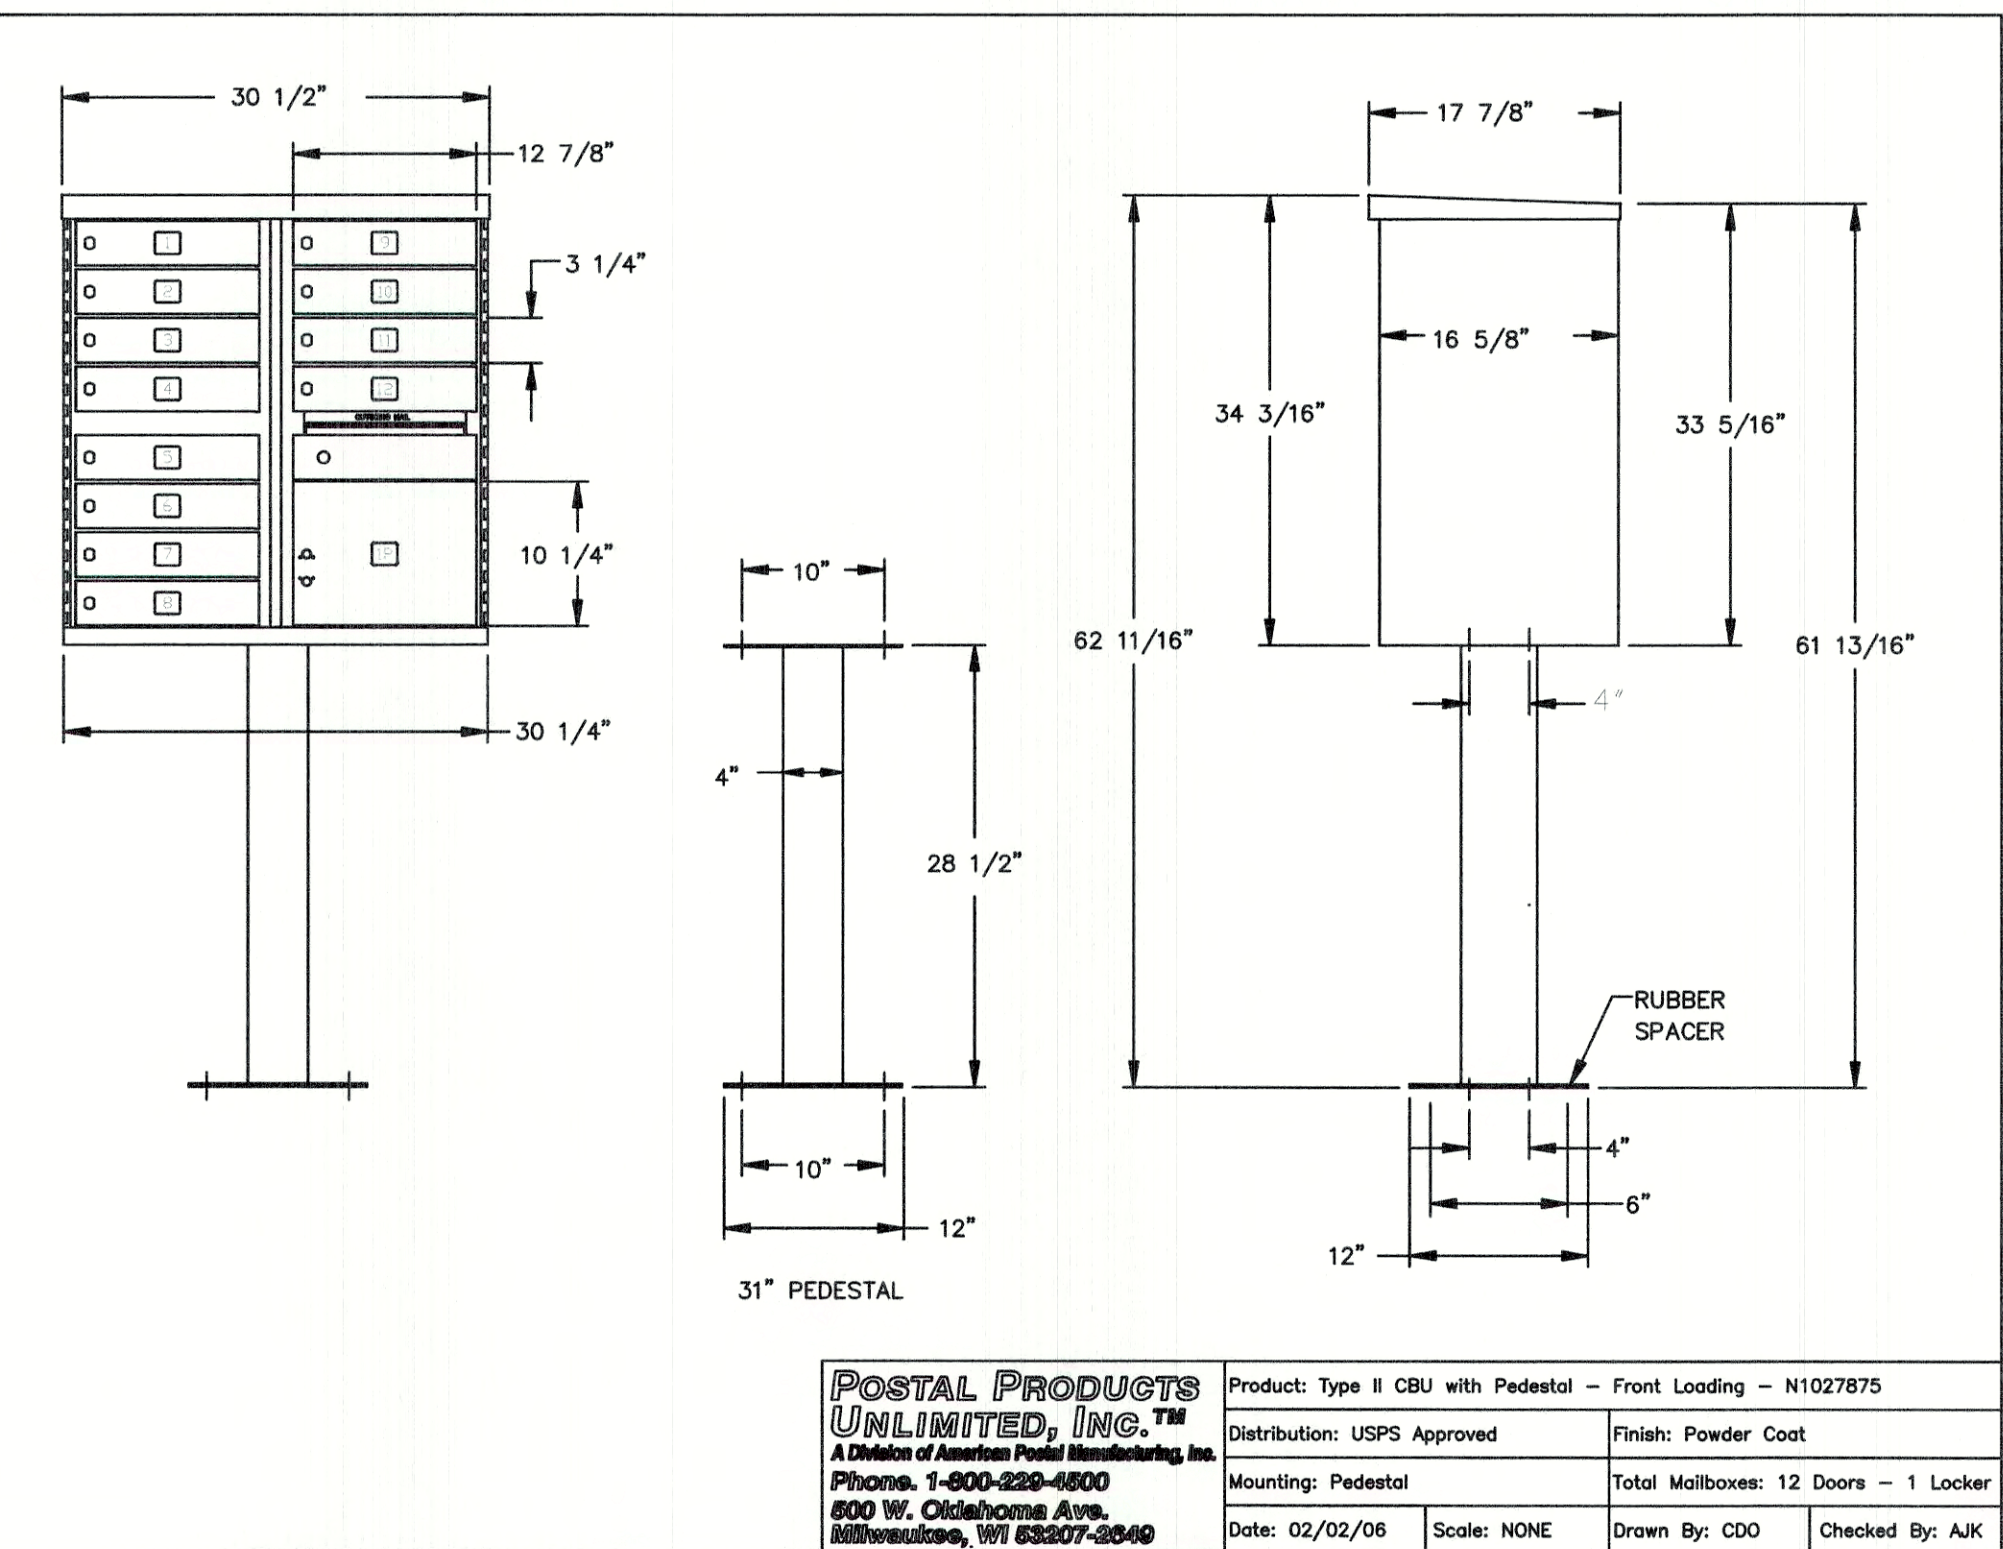 30 1/2"
12 7/8"
1
2
3
4
5
6
7
8
9
10
11
12
OUTGOING MAIL
1P
3 1/4"
10 1/4"
30 1/4"
10"
4"
28 1/2"
10"
12"
31" PEDESTAL
17 7/8"
16 5/8"
34 3/16"
33 5/16"
62 11/16"
61 13/16"
4"
RUBBER
SPACER
4"
6"
12"
POSTAL PRODUCTS
UNLIMITED, INC.™
A Division of American Postal Manufacturing, Inc.
Phone. 1-800-229-4500
500 W. Oklahoma Ave.
Milwaukee, WI 53207-2649
Product: Type II CBU with Pedestal – Front Loading – N1027875
Distribution: USPS Approved
Finish: Powder Coat
Mounting: Pedestal
Total Mailboxes: 12 Doors – 1 Locker
Date: 02/02/06
Scale: NONE
Drawn By: CDO
Checked By: AJK